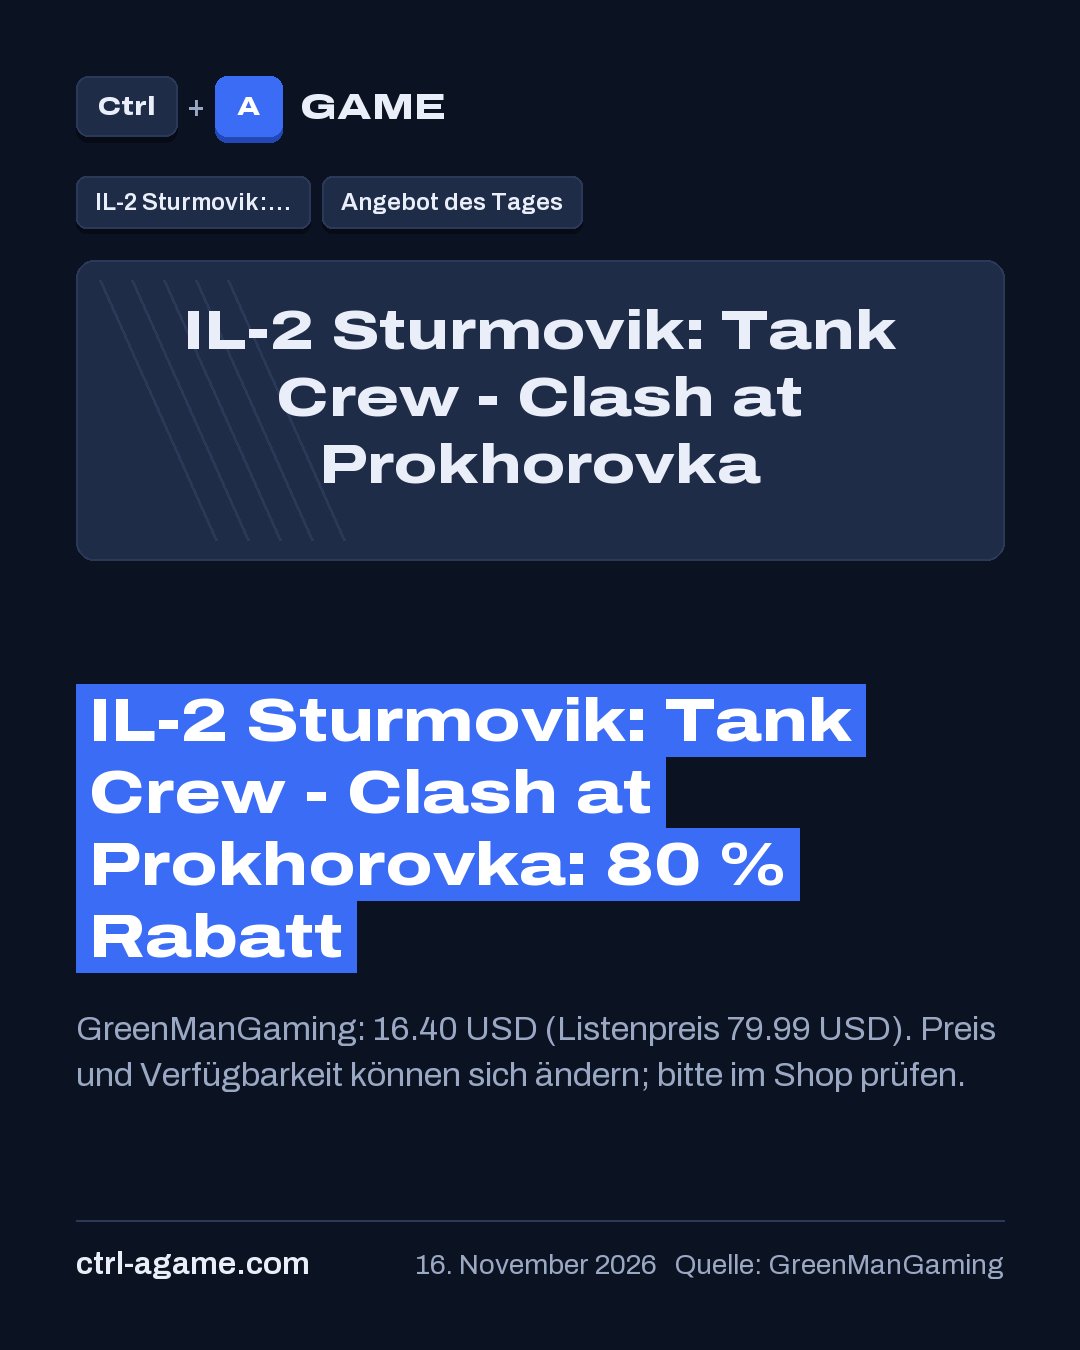 Ctrl + A GAME
IL-2 Sturmovik:... Angebot des Tages
IL-2 Sturmovik: Tank
Crew - Clash at
Prokhorovka
IL-2 Sturmovik: Tank
Crew - Clash at
Prokhorovka: 80 %
Rabatt
GreenManGaming: 16.40 USD (Listenpreis 79.99 USD). Preis
und Verfügbarkeit können sich ändern; bitte im Shop prüfen.
ctrl-agame.com 16. November 2026 Quelle: GreenManGaming